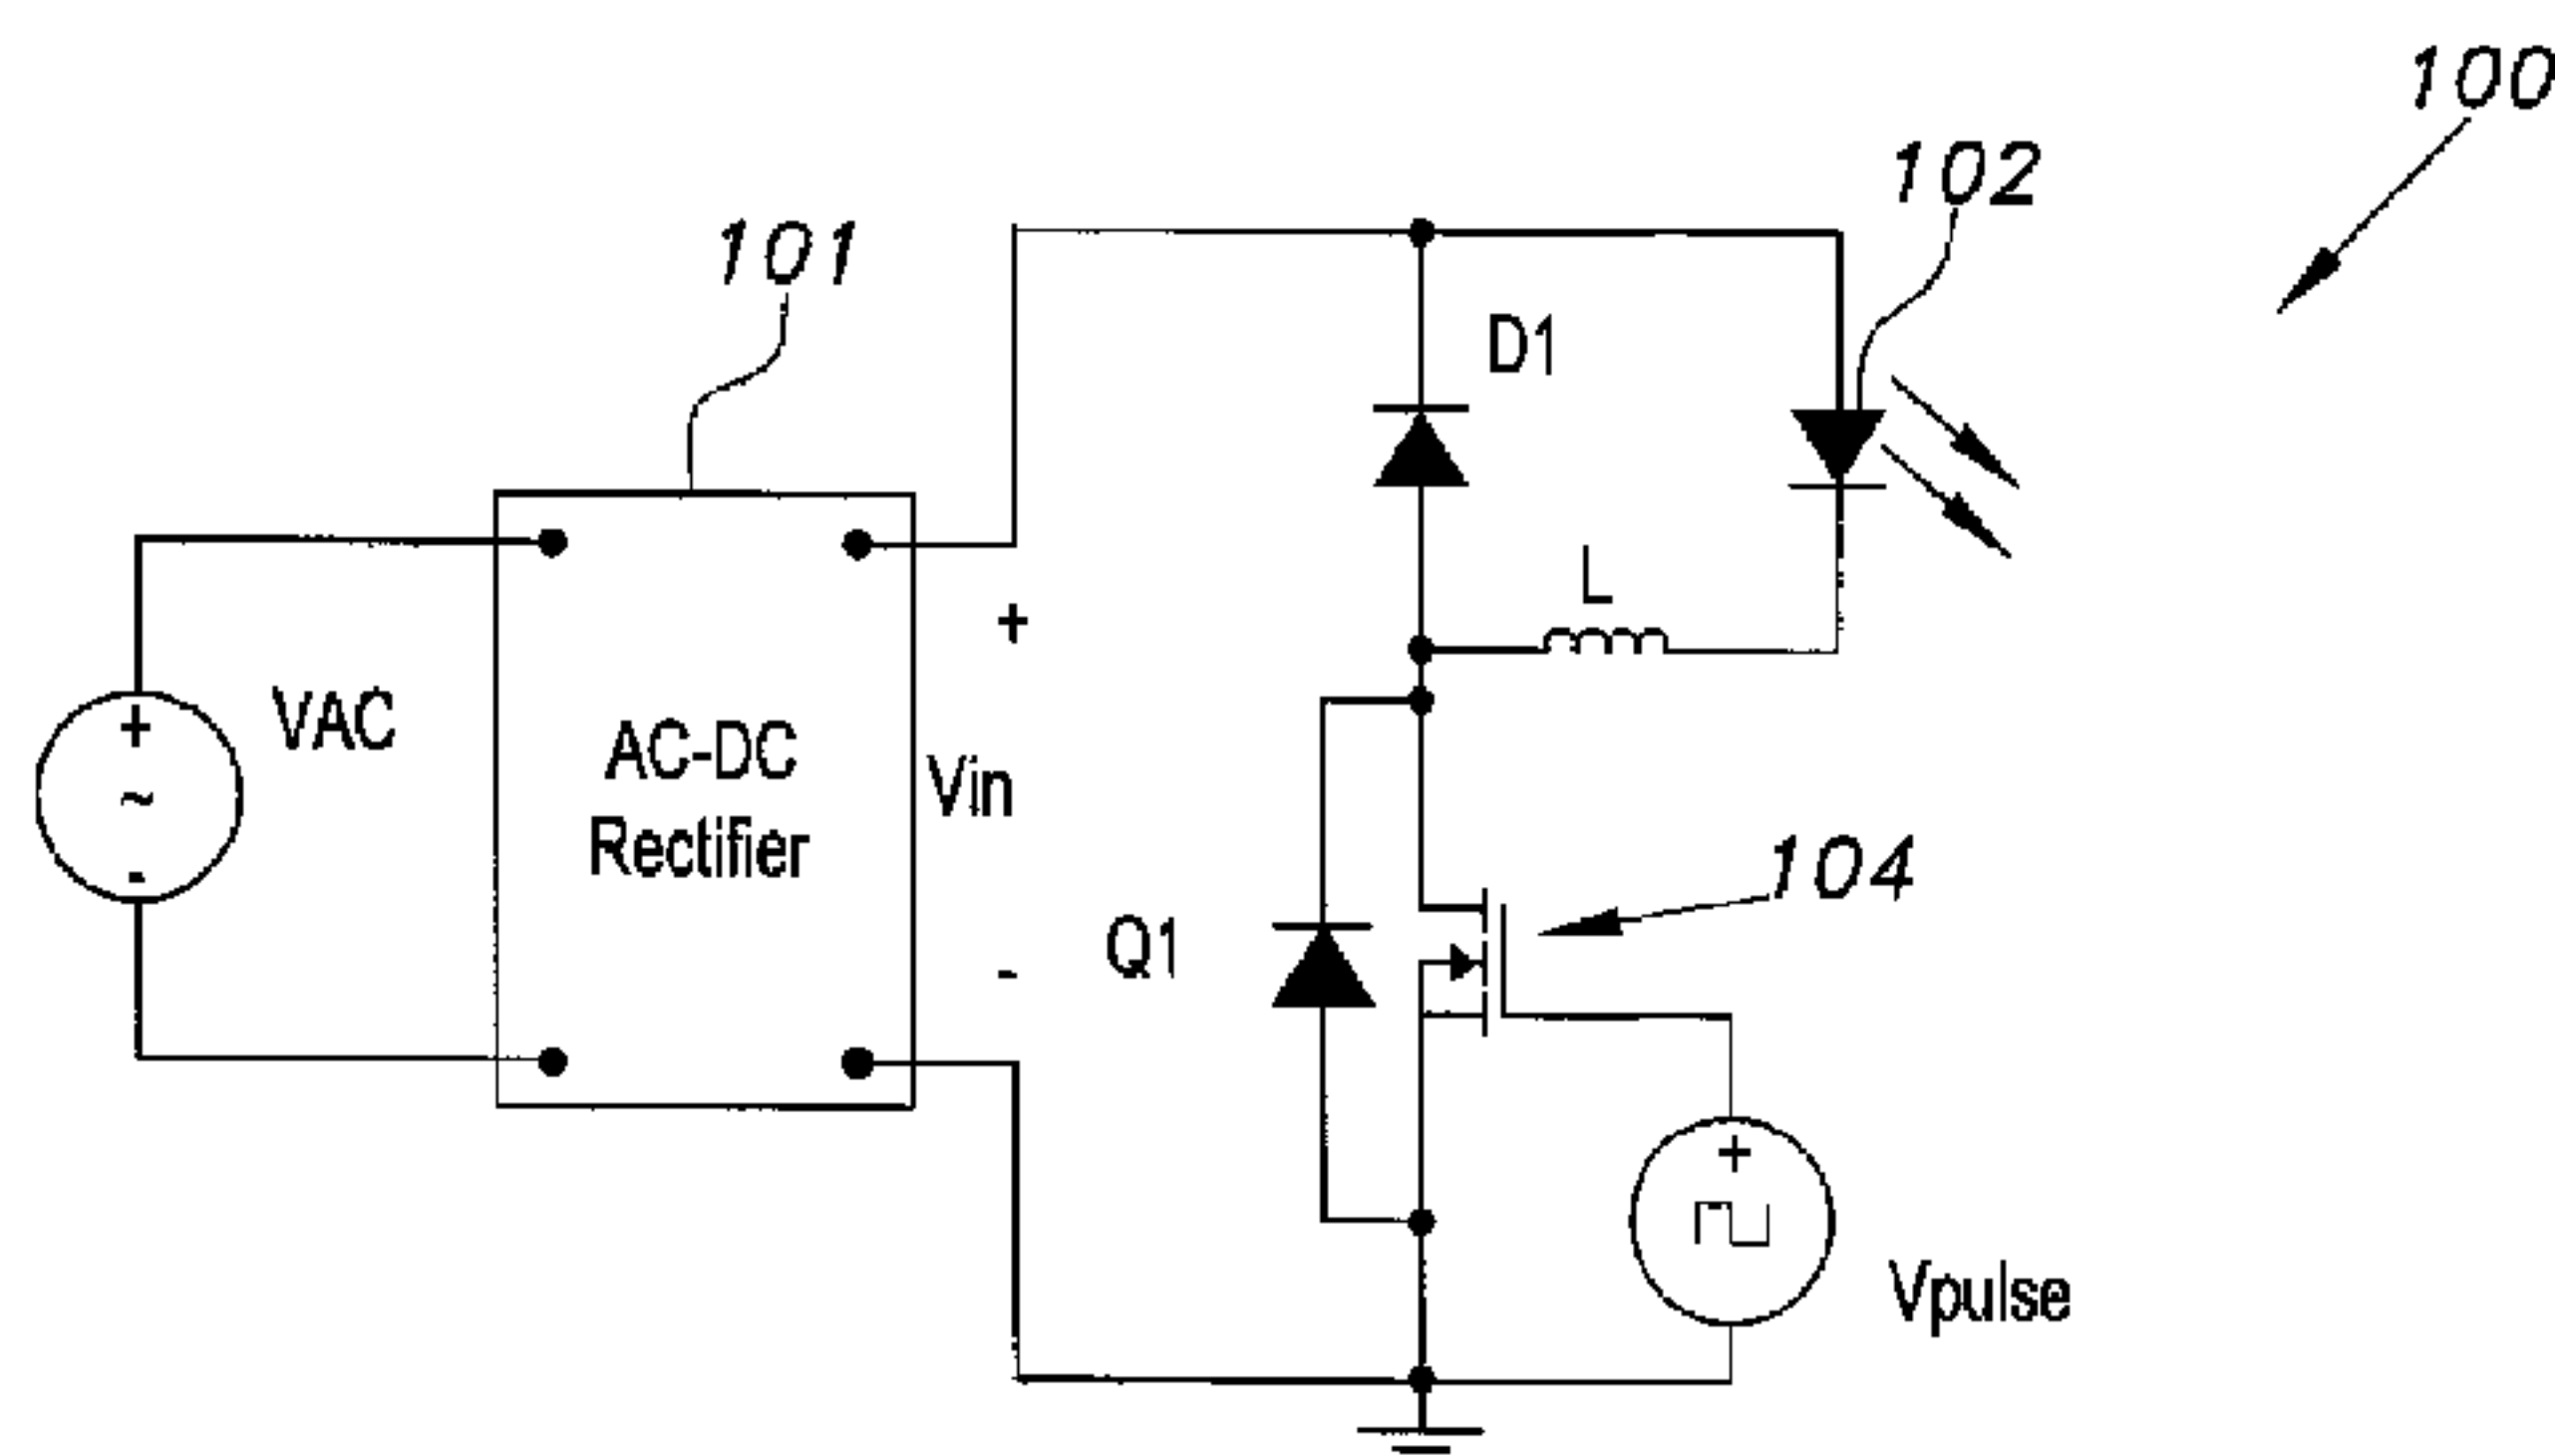 100
102
101
D1
L
+
VAC
+
~
-
AC-DC
Rectifier
Vin
104
Q1
-
+
Vpulse